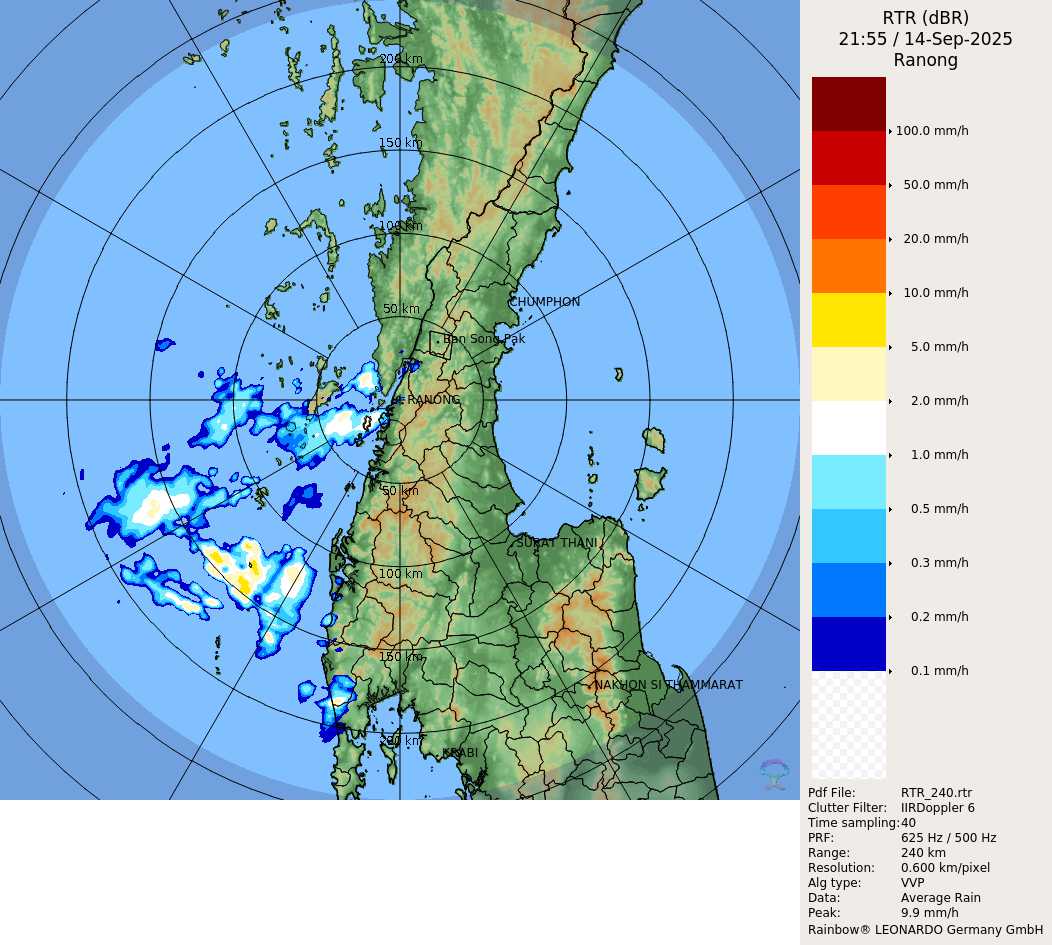 RTR (dBR)
21:55 / 14-Sep-2025
Ranong
200 km
150 km
100 km
50 km
CHUMPHON
Ban Song Pak
RANONG
50 km
SURAT THANI
100 km
150 km
NAKHON SI THAMMARAT
200 km
KRABI
100.0 mm/h
50.0 mm/h
20.0 mm/h
10.0 mm/h
5.0 mm/h
2.0 mm/h
1.0 mm/h
0.5 mm/h
0.3 mm/h
0.2 mm/h
0.1 mm/h
Pdf File: RTR_240.rtr
Clutter Filter: IIRDoppler 6
Time sampling:40
PRF: 625 Hz / 500 Hz
Range: 240 km
Resolution: 0.600 km/pixel
Alg type: VVP
Data: Average Rain
Peak: 9.9 mm/h
Rainbow® LEONARDO Germany GmbH